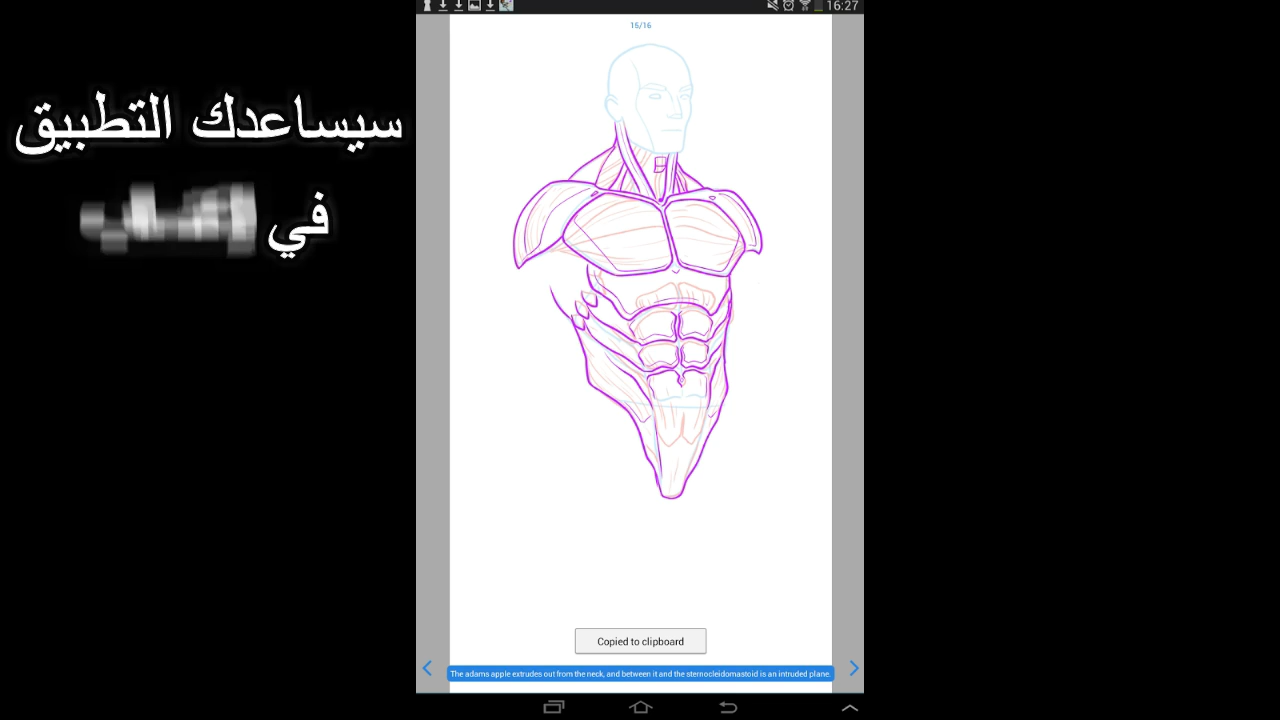 16:27
15/16
سيساعدك التطبيق
في
Copied to clipboard
The adams apple extrudes out from the neck, and between it and the sternocleidomastoid is an intruded plane.